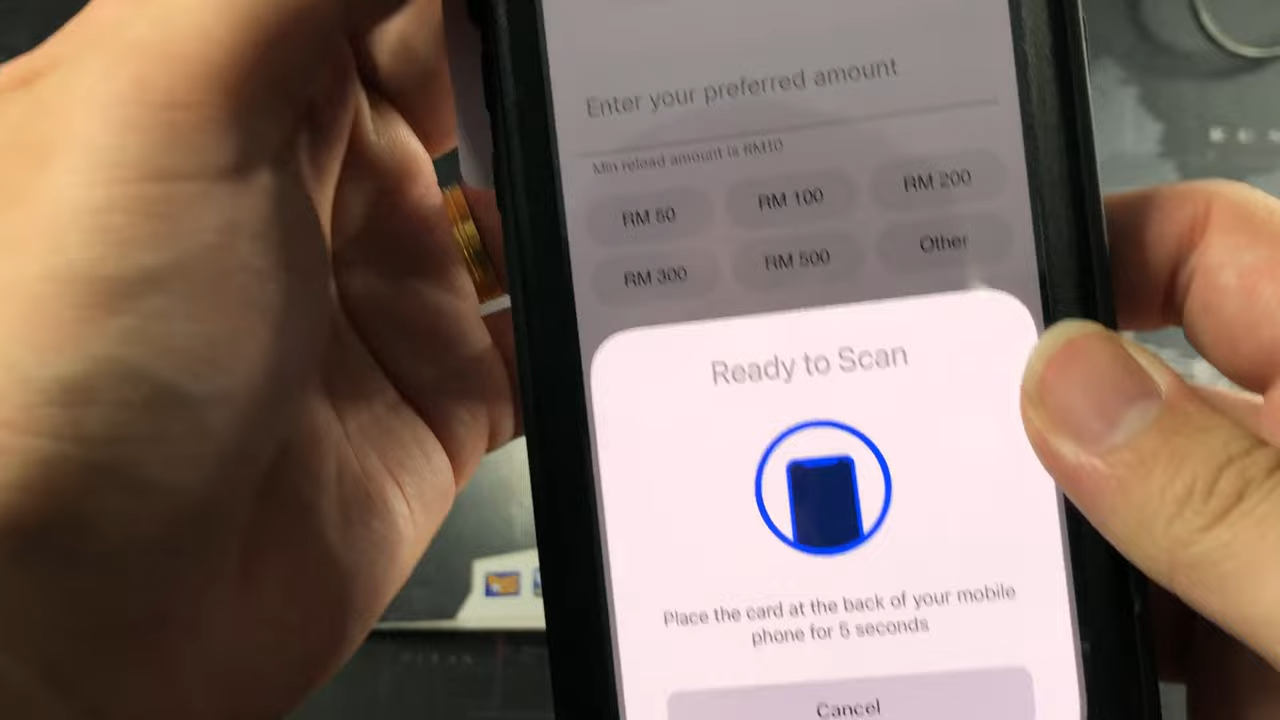 Enter your preferred amount
Min reload amount is RM10
RM 50
RM 100
RM 200
RM 300
RM 500
Other
Ready to Scan
Place the card at the back of your mobile
phone for 5 seconds
Cancel